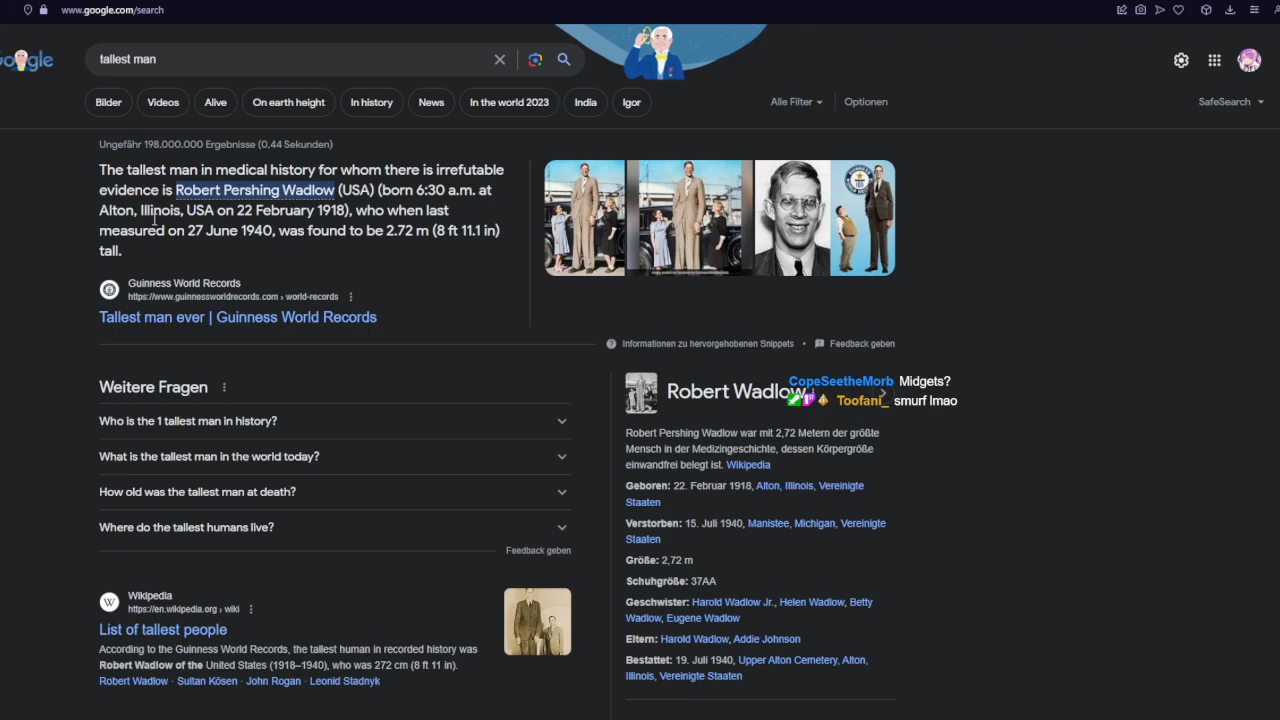 www.google.com/search
tallest man
Bilder
Videos
Alive
On earth height
In history
News
In the world 2023
India
Igor
Alle Filter
Optionen
SafeSearch
Ungefähr 198.000.000 Ergebnisse (0,44 Sekunden)
The tallest man in medical history for whom there is irrefutable
evidence is Robert Pershing Wadlow (USA) (born 6:30 a.m. at
Alton, Illinois, USA on 22 February 1918), who when last
measured on 27 June 1940, was found to be 2.72 m (8 ft 11.1 in)
tall.
Guinness World Records
https://www.guinnessworldrecords.com › world-records
Tallest man ever | Guinness World Records
Informationen zu hervorgehobenen Snippets • Feedback geben
Weitere Fragen
Who is the 1 tallest man in history?
What is the tallest man in the world today?
How old was the tallest man at death?
Where do the tallest humans live?
Feedback geben
W
Wikipedia
https://en.wikipedia.org › wiki
List of tallest people
According to the Guinness World Records, the tallest human in recorded history was
Robert Wadlow of the United States (1918–1940), who was 272 cm (8 ft 11 in).
Robert Wadlow · Sultan Kösen · John Rogan · Leonid Stadnyk
Robert Wadlow
CopeSeetheMorb Midgets?
Toofani_ smurf lmao
Robert Pershing Wadlow war mit 2,72 Metern der größte
Mensch in der Medizingeschichte, dessen Körpergröße
einwandfrei belegt ist. Wikipedia
Geboren: 22. Februar 1918, Alton, Illinois, Vereinigte
Staaten
Verstorben: 15. Juli 1940, Manistee, Michigan, Vereinigte
Staaten
Größe: 2,72 m
Schuhgröße: 37AA
Geschwister: Harold Wadlow Jr., Helen Wadlow, Betty
Wadlow, Eugene Wadlow
Eltern: Harold Wadlow, Addie Johnson
Bestattet: 19. Juli 1940, Upper Alton Cemetery, Alton,
Illinois, Vereinigte Staaten